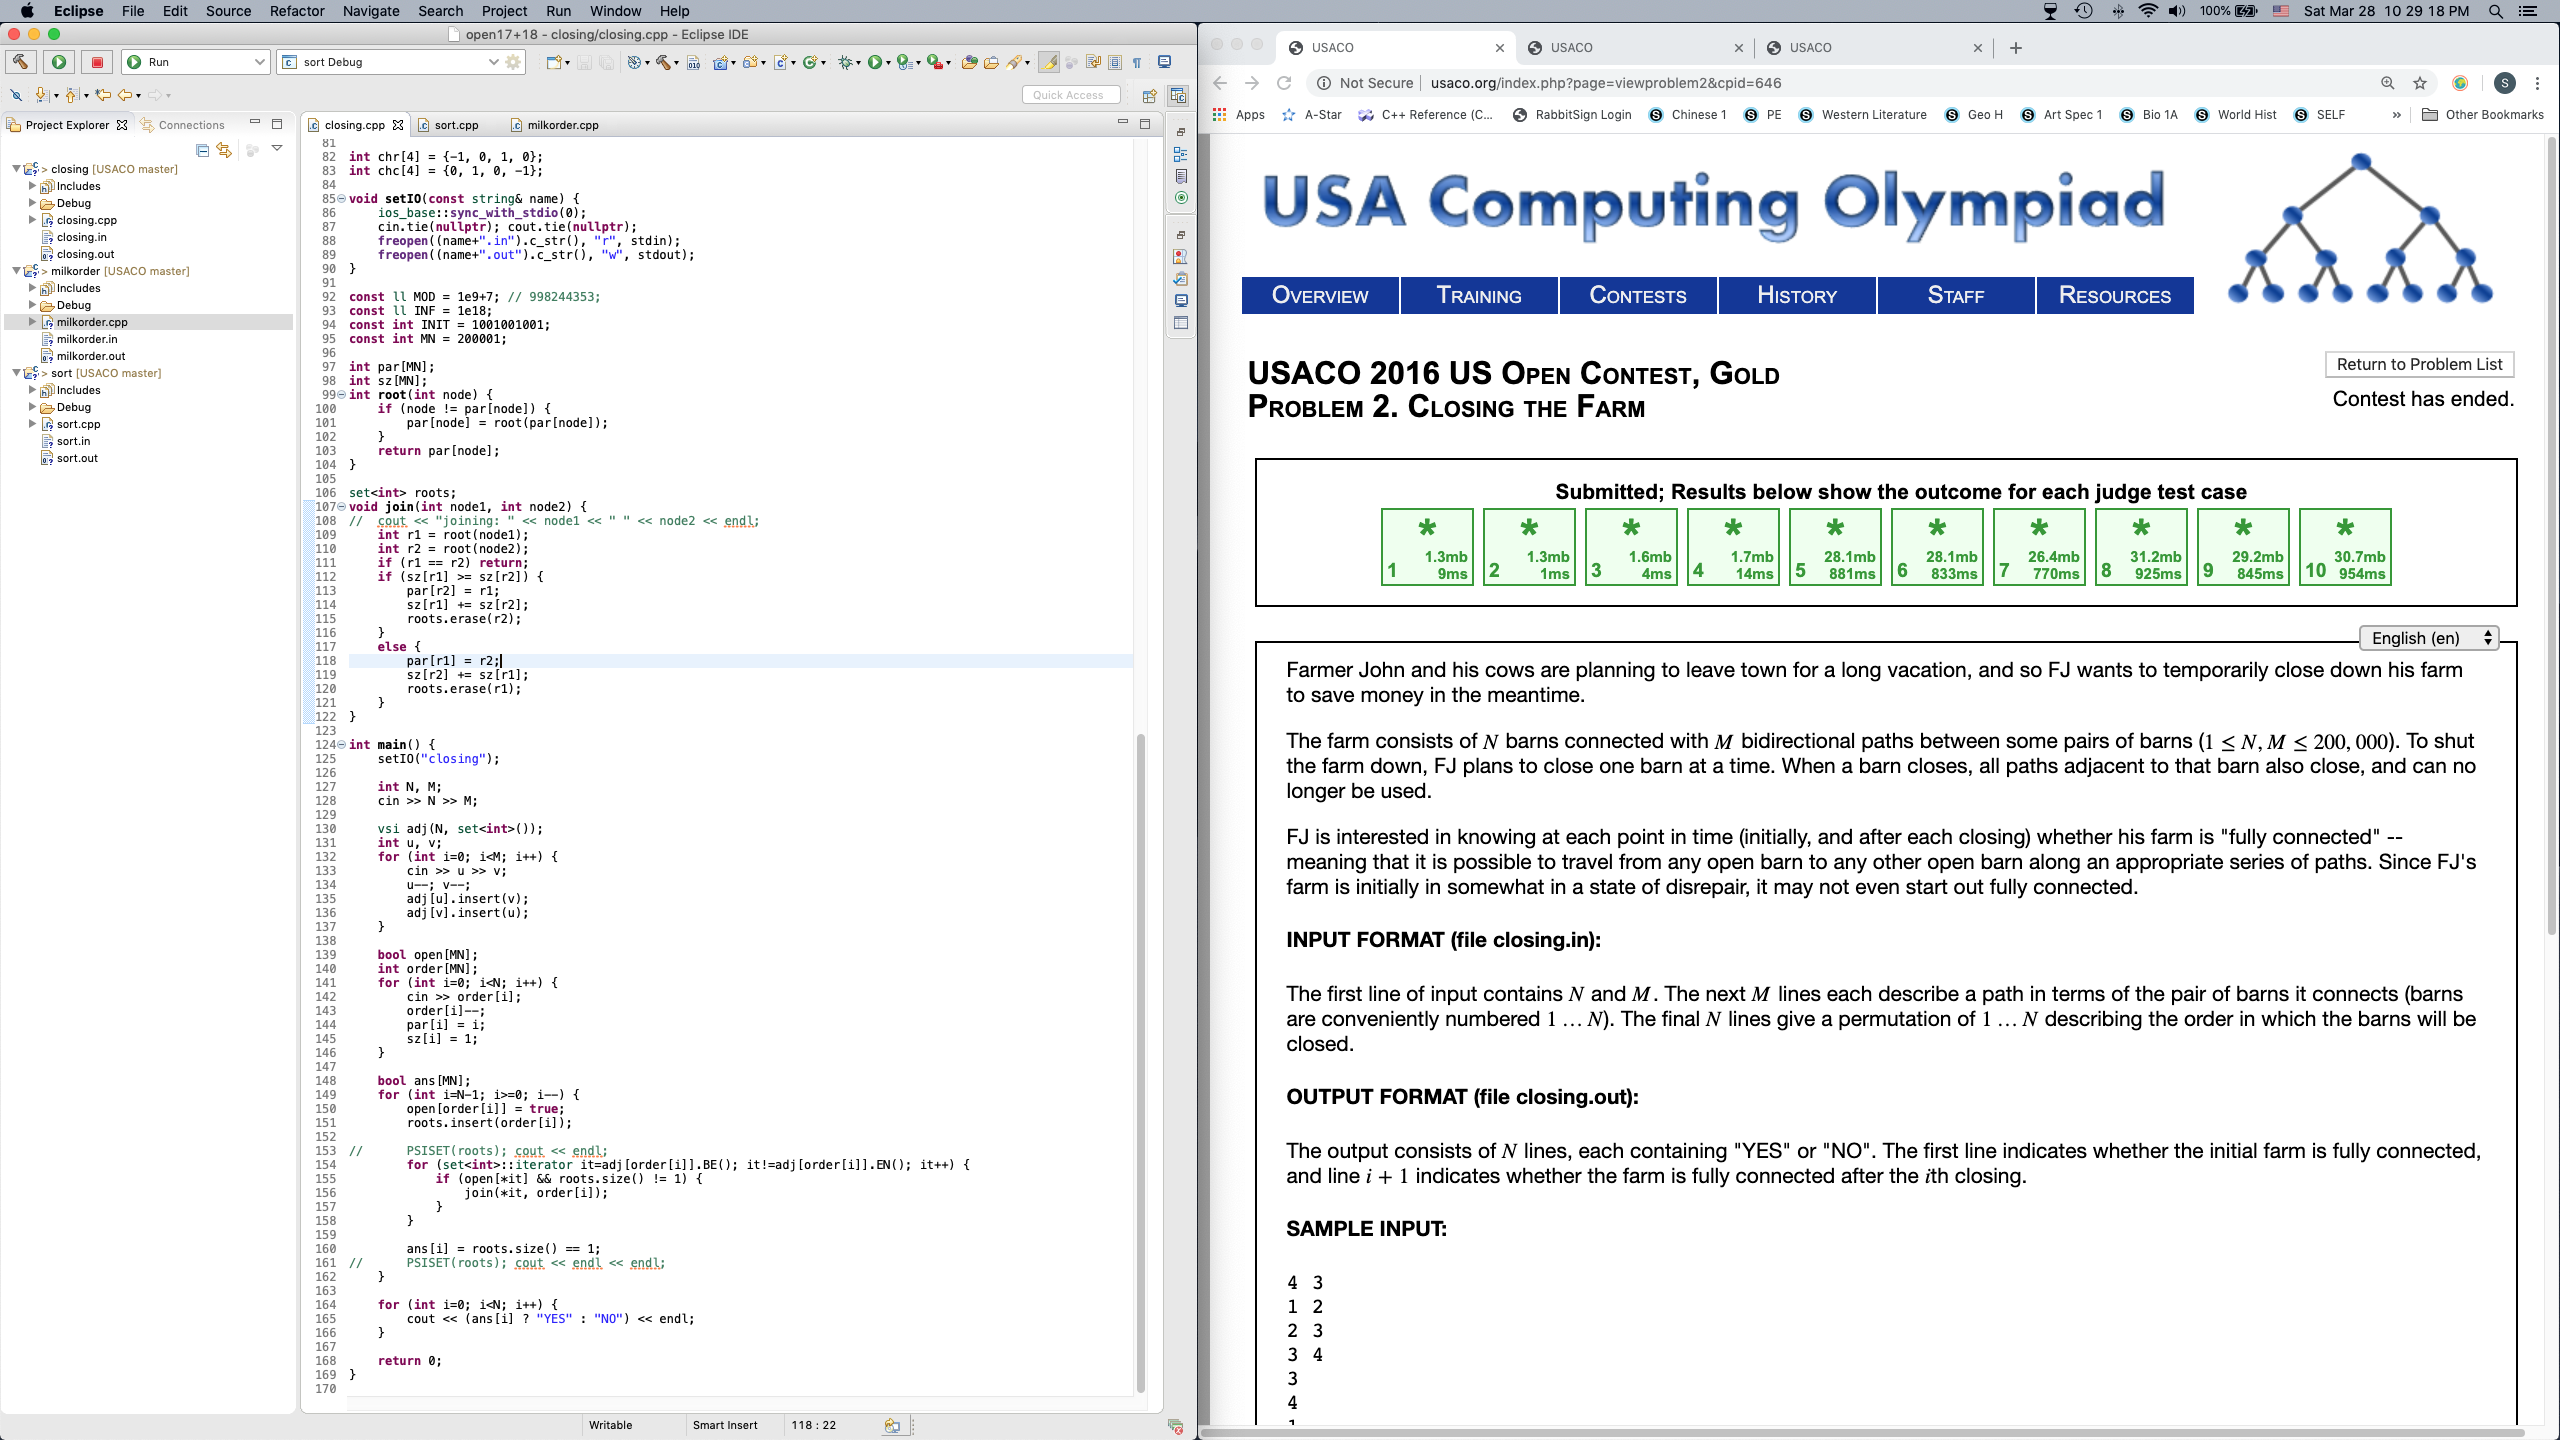 Eclipse File Edit Source Refactor Navigate Search Project Run Window Help
100% Sat Mar 28 10 29 18 PM
open17+18 - closing/closing.cpp - Eclipse IDE
Run
sort Debug
Quick Access
Project Explorer
Connections
closing [USACO master]
Includes
Debug
closing.cpp
closing.in
closing.out
milkorder [USACO master]
Includes
Debug
milkorder.cpp
milkorder.in
milkorder.out
sort [USACO master]
Includes
Debug
sort.cpp
sort.in
sort.out
closing.cpp
sort.cpp
milkorder.cpp
81
82 int chr[4] = {-1, 0, 1, 0};
83 int chc[4] = {0, 1, 0, -1};
84
85 void setIO(const string& name) {
86 ios_base::sync_with_stdio(0);
87 cin.tie(nullptr); cout.tie(nullptr);
88 freopen((name+".in").c_str(), "r", stdin);
89 freopen((name+".out").c_str(), "w", stdout);
90 }
91
92 const ll MOD = 1e9+7; // 998244353;
93 const ll INF = 1e18;
94 const int INIT = 1001001001;
95 const int MN = 200001;
96
97 int par[MN];
98 int sz[MN];
99 int root(int node) {
100 if (node != par[node]) {
101 par[node] = root(par[node]);
102 }
103 return par[node];
104 }
105
106 set<int> roots;
107 void join(int node1, int node2) {
108 // cout << "joining: " << node1 << " " << node2 << endl;
109 int r1 = root(node1);
110 int r2 = root(node2);
111 if (r1 == r2) return;
112 if (sz[r1] >= sz[r2]) {
113 par[r2] = r1;
114 sz[r1] += sz[r2];
115 roots.erase(r2);
116 }
117 else {
118 par[r1] = r2;
119 sz[r2] += sz[r1];
120 roots.erase(r1);
121 }
122 }
123
124 int main() {
125 setIO("closing");
126
127 int N, M;
128 cin >> N >> M;
129
130 vsi adj(N, set<int>());
131 int u, v;
132 for (int i=0; i<M; i++) {
133 cin >> u >> v;
134 u--; v--;
135 adj[u].insert(v);
136 adj[v].insert(u);
137 }
138
139 bool open[MN];
140 int order[MN];
141 for (int i=0; i<N; i++) {
142 cin >> order[i];
143 order[i]--;
144 par[i] = i;
145 sz[i] = 1;
146 }
147
148 bool ans[MN];
149 for (int i=N-1; i>=0; i--) {
150 open[order[i]] = true;
151 roots.insert(order[i]);
152
153 // PSISET(roots); cout << endl;
154 for (set<int>::iterator it=adj[order[i]].BE(); it!=adj[order[i]].EN(); it++) {
155 if (open[*it] && roots.size() != 1) {
156 join(*it, order[i]);
157 }
158 }
159
160 ans[i] = roots.size() == 1;
161 // PSISET(roots); cout << endl << endl;
162 }
163
164 for (int i=0; i<N; i++) {
165 cout << (ans[i] ? "YES" : "NO") << endl;
166 }
167
168 return 0;
169 }
170
Writable Smart Insert 118 : 22
USACO
USACO
USACO
Not Secure | usaco.org/index.php?page=viewproblem2&cpid=646
S
Apps A-Star C++ Reference (C... RabbitSign Login Chinese 1 PE Western Literature Geo H Art Spec 1 Bio 1A World Hist SELF » Other Bookmarks
USA Computing Olympiad
OVERVIEW TRAINING CONTESTS HISTORY STAFF RESOURCES
USACO 2016 US OPEN CONTEST, GOLD
PROBLEM 2. CLOSING THE FARM
Return to Problem List
Contest has ended.
Submitted; Results below show the outcome for each judge test case
* * * * * * * * * *
1.3mb 1.3mb 1.6mb 1.7mb 28.1mb 28.1mb 26.4mb 31.2mb 29.2mb 30.7mb
1 9ms 2 1ms 3 4ms 4 14ms 5 881ms 6 833ms 7 770ms 8 925ms 9 845ms 10 954ms
English (en)
Farmer John and his cows are planning to leave town for a long vacation, and so FJ wants to temporarily close down his farm
to save money in the meantime.
The farm consists of N barns connected with M bidirectional paths between some pairs of barns (1 ≤ N, M ≤ 200, 000). To shut
the farm down, FJ plans to close one barn at a time. When a barn closes, all paths adjacent to that barn also close, and can no
longer be used.
FJ is interested in knowing at each point in time (initially, and after each closing) whether his farm is "fully connected" --
meaning that it is possible to travel from any open barn to any other open barn along an appropriate series of paths. Since FJ's
farm is initially in somewhat in a state of disrepair, it may not even start out fully connected.
INPUT FORMAT (file closing.in):
The first line of input contains N and M. The next M lines each describe a path in terms of the pair of barns it connects (barns
are conveniently numbered 1 … N). The final N lines give a permutation of 1 … N describing the order in which the barns will be
closed.
OUTPUT FORMAT (file closing.out):
The output consists of N lines, each containing "YES" or "NO". The first line indicates whether the initial farm is fully connected,
and line i + 1 indicates whether the farm is fully connected after the ith closing.
SAMPLE INPUT:
4 3
1 2
2 3
3 4
3
4
1